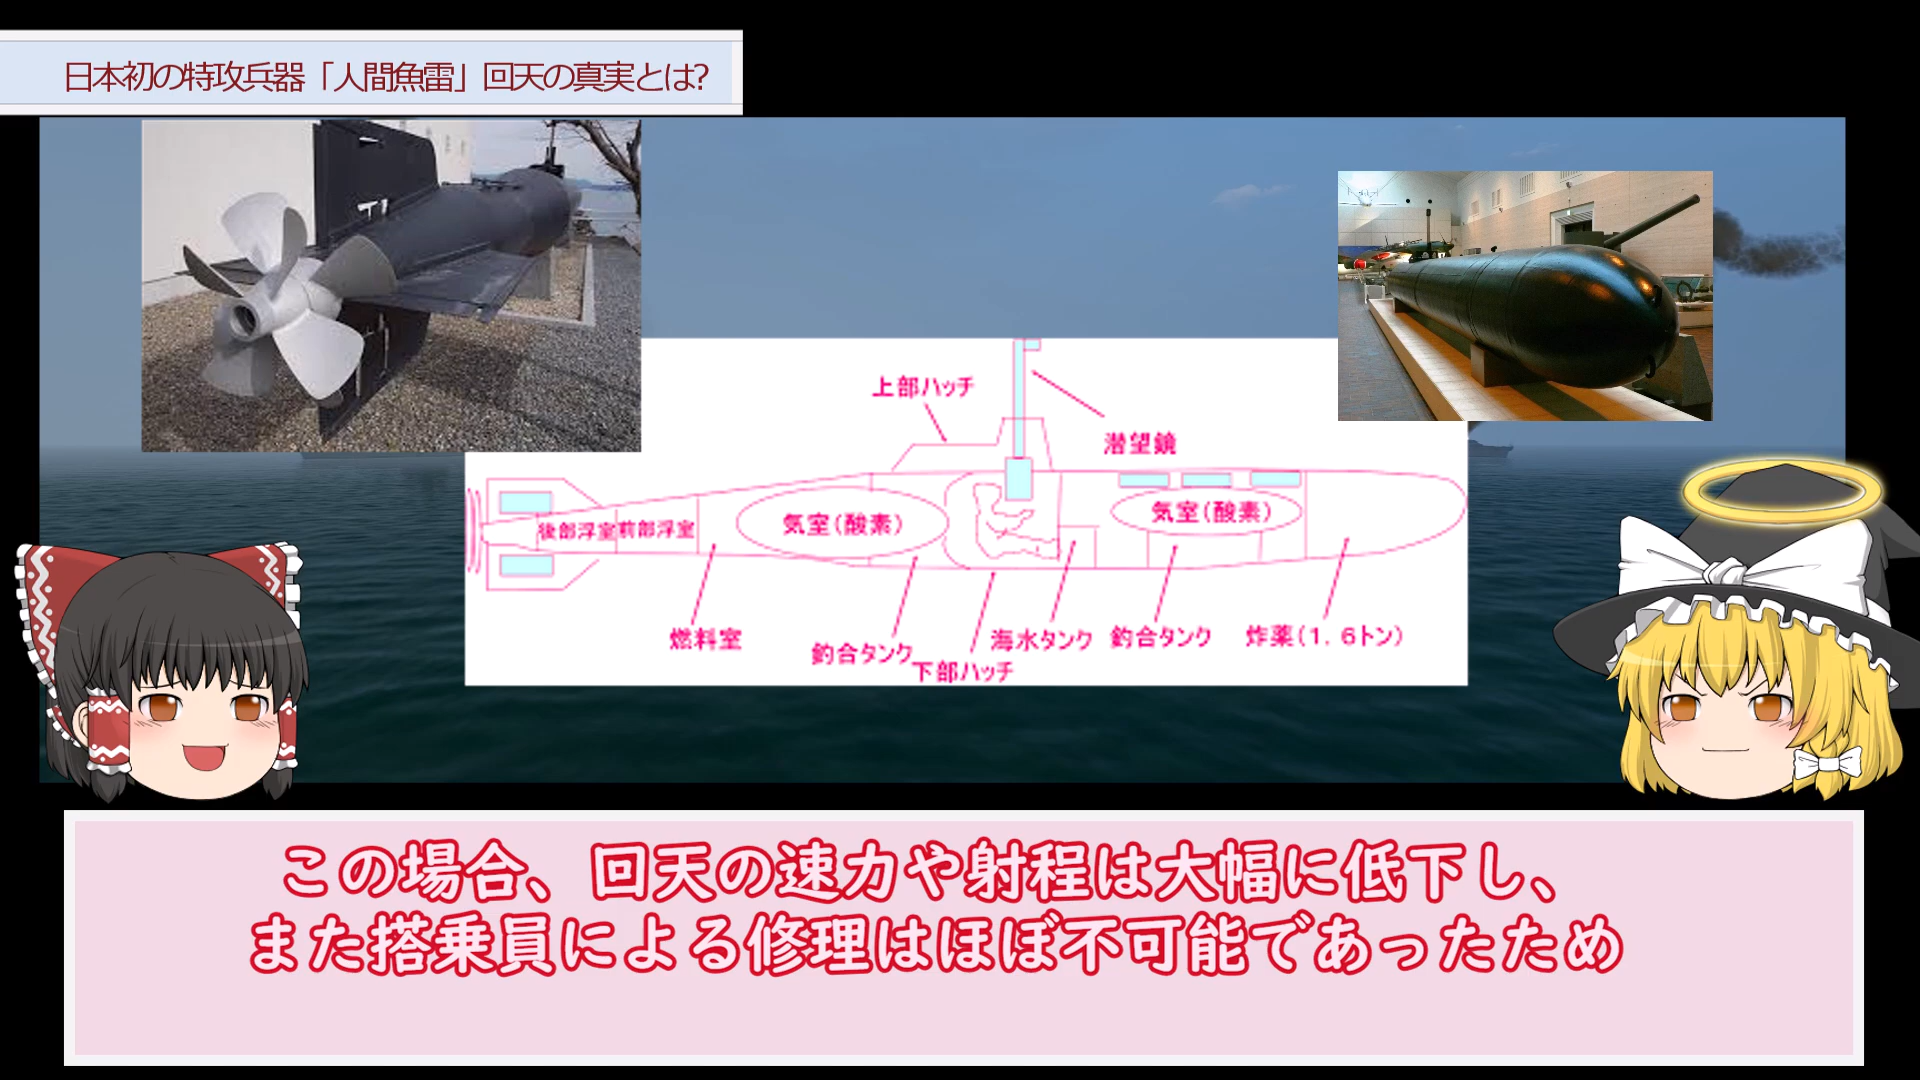 日本初の特攻兵器「人間魚雷」回天の真実とは?
上部ハッチ
潜望鏡
後部浮室
前部浮室
気室(酸素)
気室(酸素)
燃料室
釣合タンク
下部ハッチ
海水タンク
釣合タンク
炸薬(1.6トン)
この場合、回天の速力や射程は大幅に低下し、
また搭乗員による修理はほぼ不可能であったため